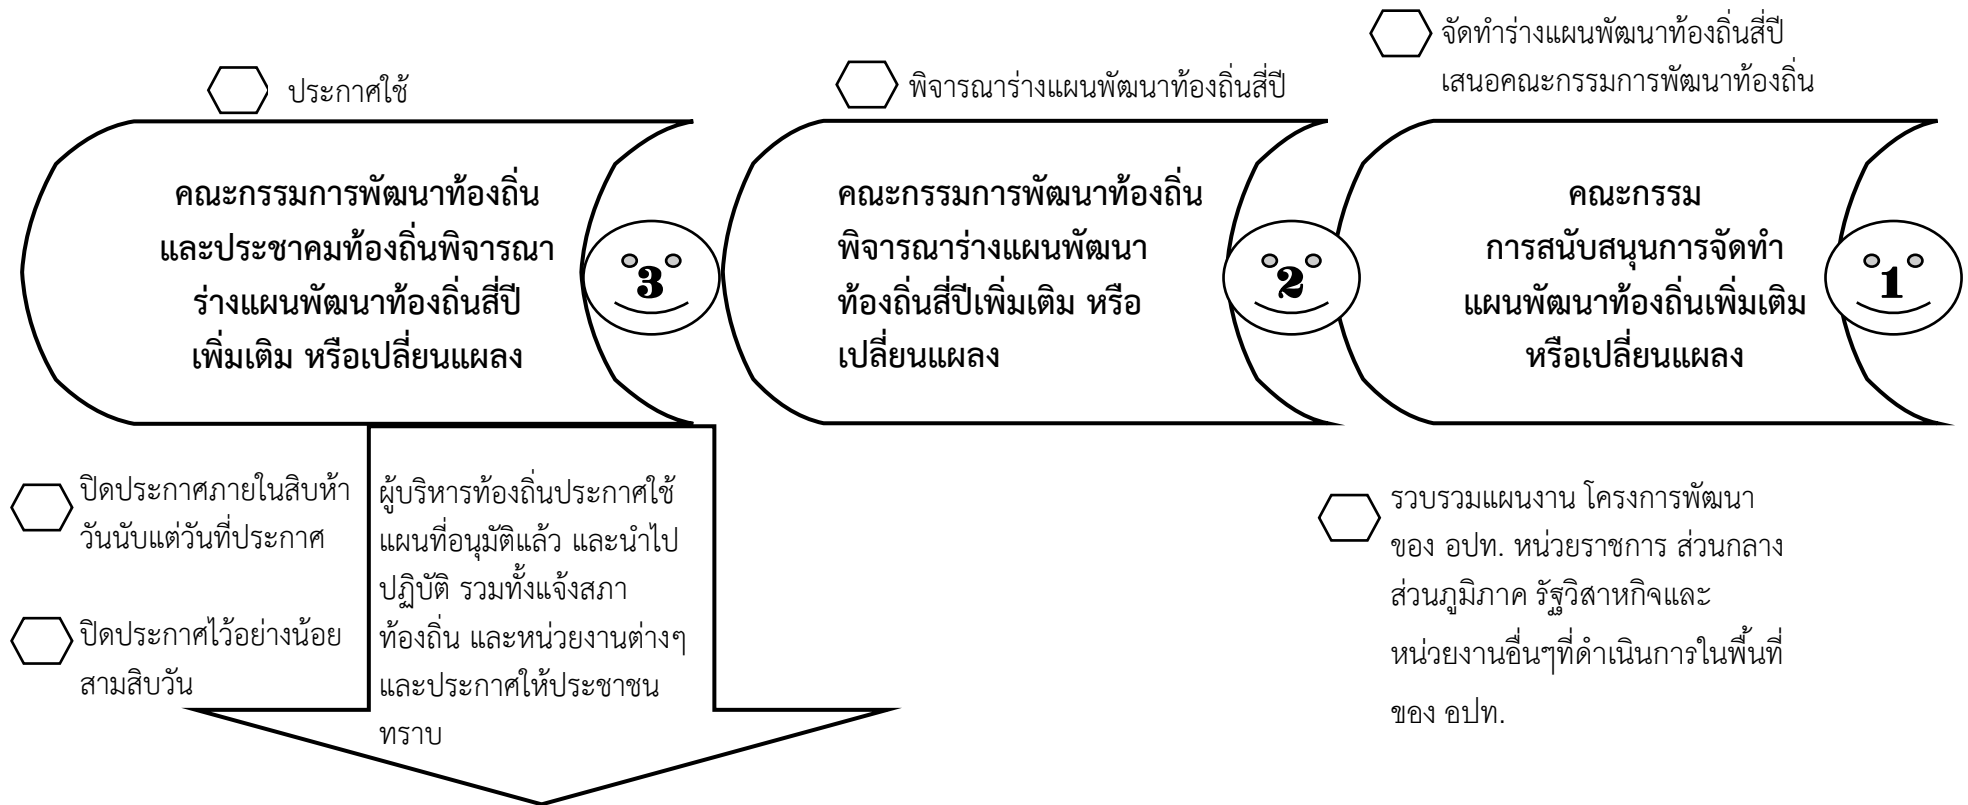 จัดทำร่างแผนพัฒนาท้องถิ่นสี่ปี
เสนอคณะกรรมการพัฒนาท้องถิ่น
พิจารณาร่างแผนพัฒนาท้องถิ่นสี่ปี
ประกาศใช้
คณะกรรมการพัฒนาท้องถิ่น
และประชาคมท้องถิ่นพิจารณา
ร่างแผนพัฒนาท้องถิ่นสี่ปี
เพิ่มเติม หรือเปลี่ยนแผลง
3
คณะกรรมการพัฒนาท้องถิ่น
พิจารณาร่างแผนพัฒนา
ท้องถิ่นสี่ปีเพิ่มเติม หรือ
เปลี่ยนแผลง
2
คณะกรรม
การสนับสนุนการจัดทำ
แผนพัฒนาท้องถิ่นเพิ่มเติม
หรือเปลี่ยนแผลง
1
ปิดประกาศภายในสิบห้า
วันนับแต่วันที่ประกาศ
ปิดประกาศไว้อย่างน้อย
สามสิบวัน
ผู้บริหารท้องถิ่นประกาศใช้
แผนที่อนุมัติแล้ว และนำไป
ปฏิบัติ รวมทั้งแจ้งสภา
ท้องถิ่น และหน่วยงานต่างๆ
และประกาศให้ประชาชน
ทราบ
รวบรวมแผนงาน โครงการพัฒนา
ของ อปท. หน่วยราชการ ส่วนกลาง
ส่วนภูมิภาค รัฐวิสาหกิจและ
หน่วยงานอื่นๆที่ดำเนินการในพื้นที่
ของ อปท.